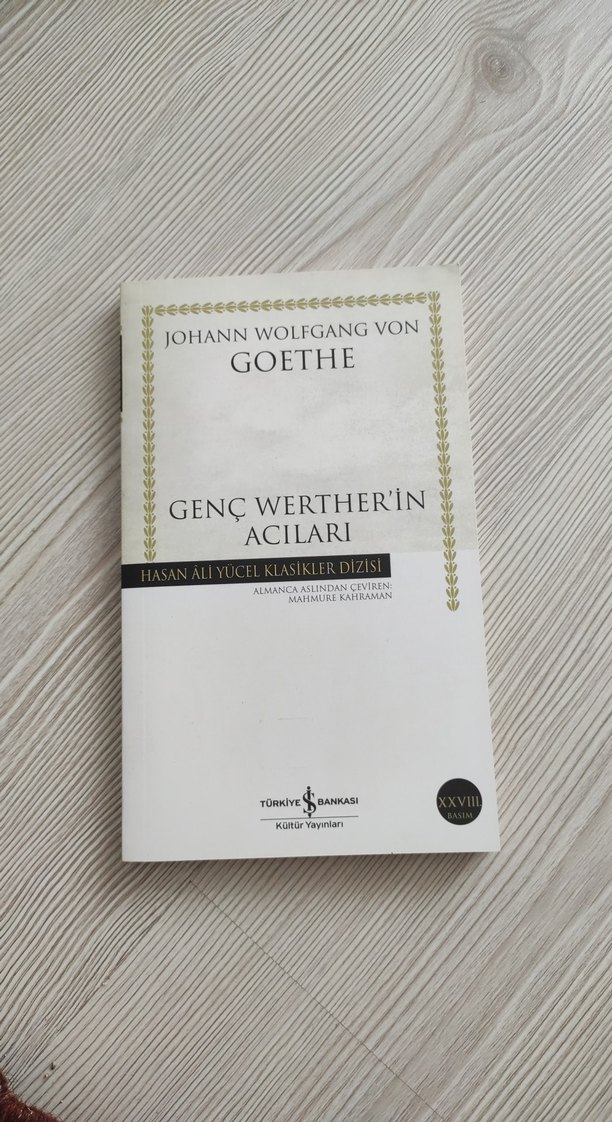 JOHANN WOLFGANG VON
GOETHE
GENÇ WERTHER'İN
ACILARI
HASAN ÂLİ YÜCEL KLASİKLER DİZİSİ
ALMANCA ASLINDAN ÇEVİREN:
MAHMURE KAHRAMAN
TÜRKİYE İŞ BANKASI
Kültür Yayınları
XXVIII.
BASIM